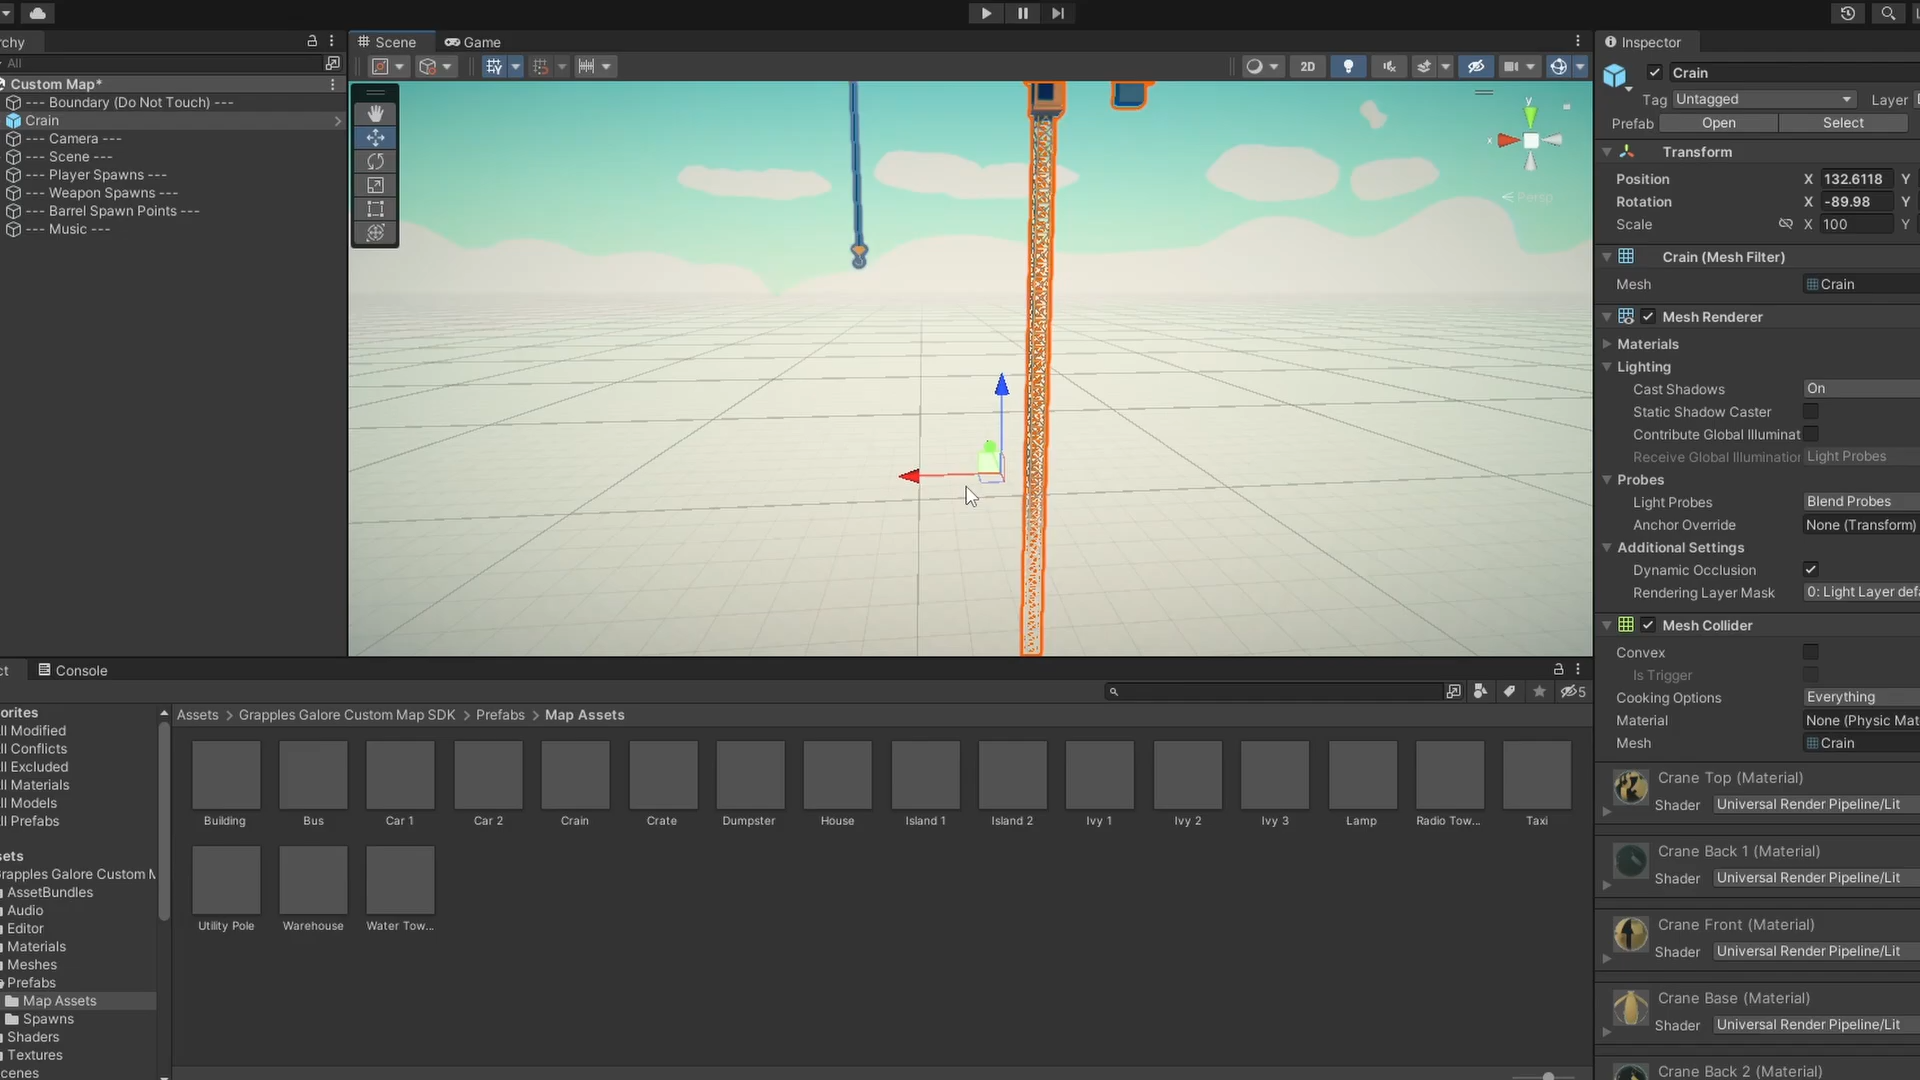 rchy
All
Custom Map*
--- Boundary (Do Not Touch) ---
Crain
--- Camera ---
--- Scene ---
--- Player Spawns ---
--- Weapon Spawns ---
--- Barrel Spawn Points ---
--- Music ---
Scene
Game
2D
y
x
Persp
Inspector
Crain
Tag Untagged Layer
Prefab Open Select
Transform
Position X 132.6118 Y
Rotation X -89.98 Y
Scale X 100 Y
Crain (Mesh Filter)
Mesh Crain
Mesh Renderer
Materials
Lighting
Cast Shadows On
Static Shadow Caster
Contribute Global Illuminat
Receive Global Illumination Light Probes
Probes
Light Probes Blend Probes
Anchor Override None (Transform)
Additional Settings
Dynamic Occlusion
Rendering Layer Mask 0: Light Layer def
Mesh Collider
Convex
Is Trigger
Cooking Options Everything
Material None (Physic Mat
Mesh Crain
Crane Top (Material)
Shader Universal Render Pipeline/Lit
Crane Back 1 (Material)
Shader Universal Render Pipeline/Lit
Crane Front (Material)
Shader Universal Render Pipeline/Lit
Crane Base (Material)
Shader Universal Render Pipeline/Lit
Crane Back 2 (Material)
ct
Console
5
orites
ll Modified
ll Conflicts
ll Excluded
ll Materials
ll Models
ll Prefabs
sets
rapples Galore Custom M
AssetBundles
Audio
Editor
Materials
Meshes
Prefabs
Map Assets
Spawns
Shaders
Textures
cenes
Assets > Grapples Galore Custom Map SDK > Prefabs > Map Assets
Building
Bus
Car 1
Car 2
Crain
Crate
Dumpster
House
Island 1
Island 2
Ivy 1
Ivy 2
Ivy 3
Lamp
Radio Tow...
Taxi
Utility Pole
Warehouse
Water Tow...